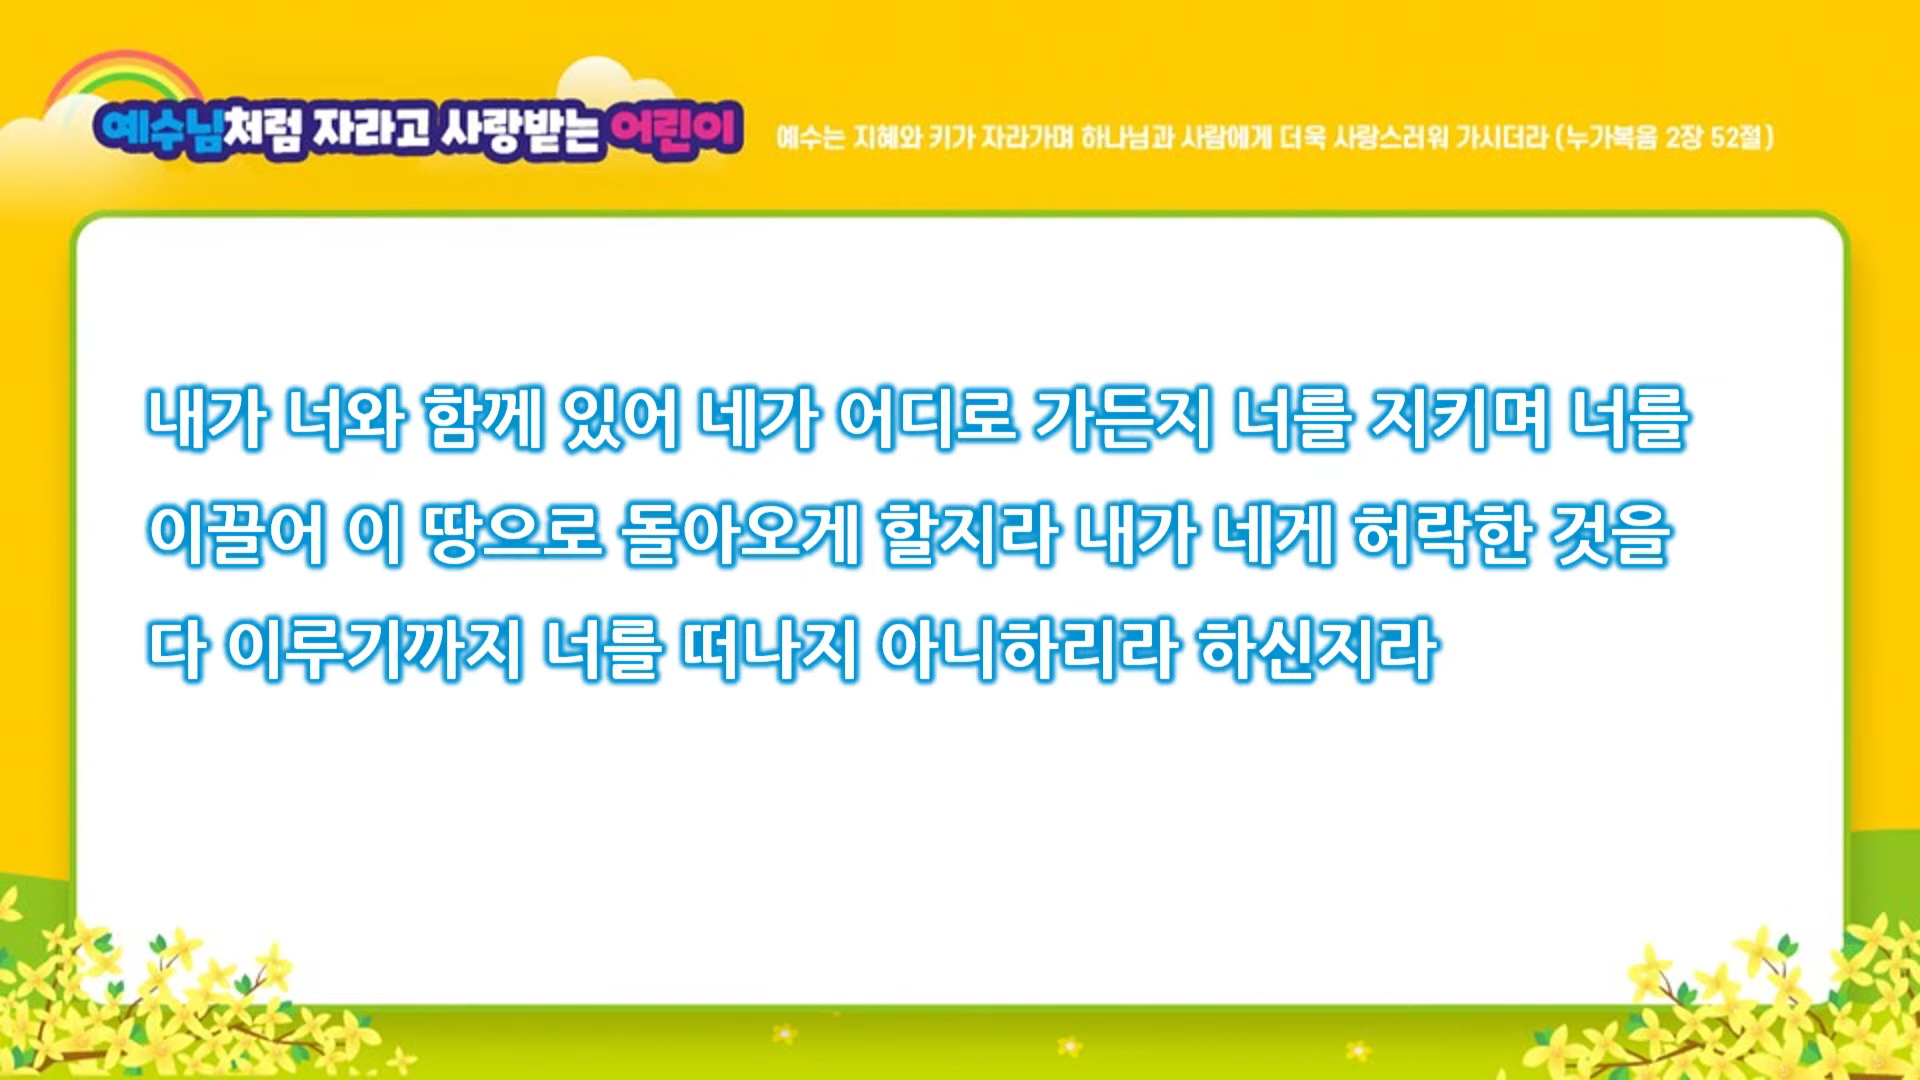 예수님처럼 자라고 사랑받는 어린이
예수는 지혜와 키가 자라가며 하나님과 사람에게 더욱 사랑스러워 가시더라 (누가복음 2장 52절)
내가 너와 함께 있어 네가 어디로 가든지 너를 지키며 너를
이끌어 이 땅으로 돌아오게 할지라 내가 네게 허락한 것을
다 이루기까지 너를 떠나지 아니하리라 하신지라